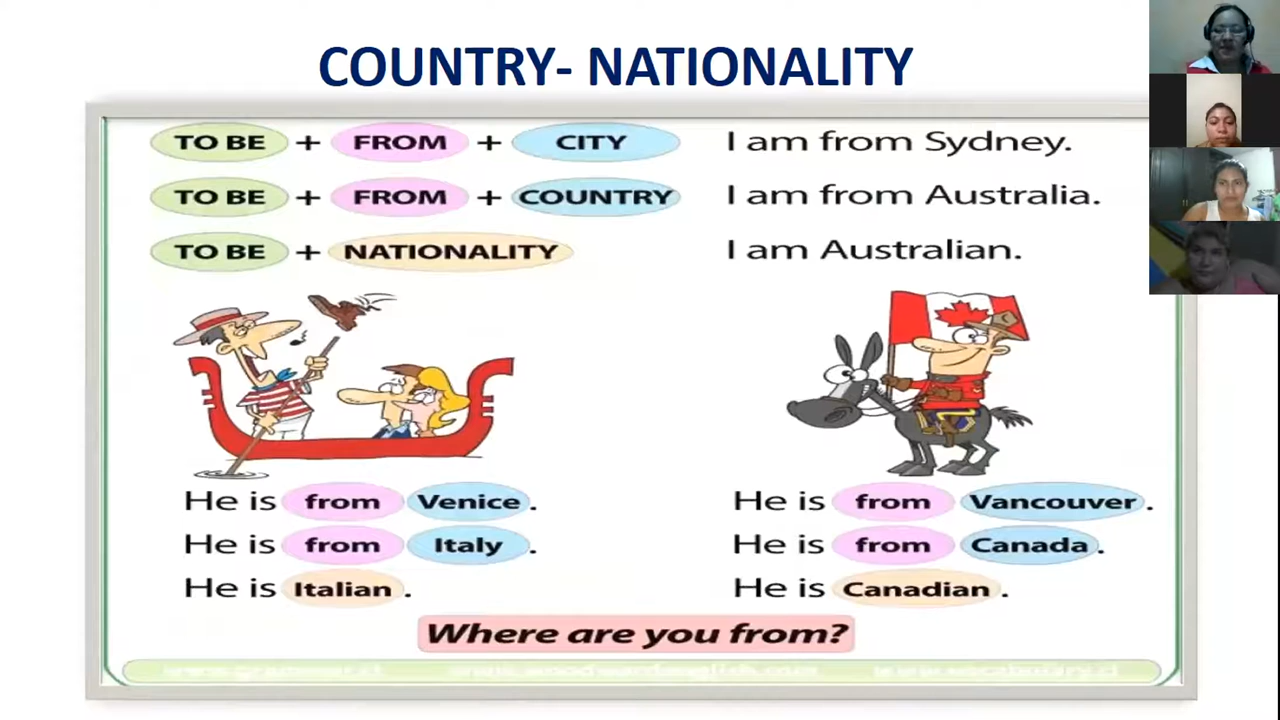 COUNTRY- NATIONALITY
TO BE + FROM + CITY I am from Sydney.
TO BE + FROM + COUNTRY I am from Australia.
TO BE + NATIONALITY I am Australian.
He is from Venice.
He is from Italy.
He is Italian.
He is from Vancouver.
He is from Canada.
He is Canadian.
Where are you from?